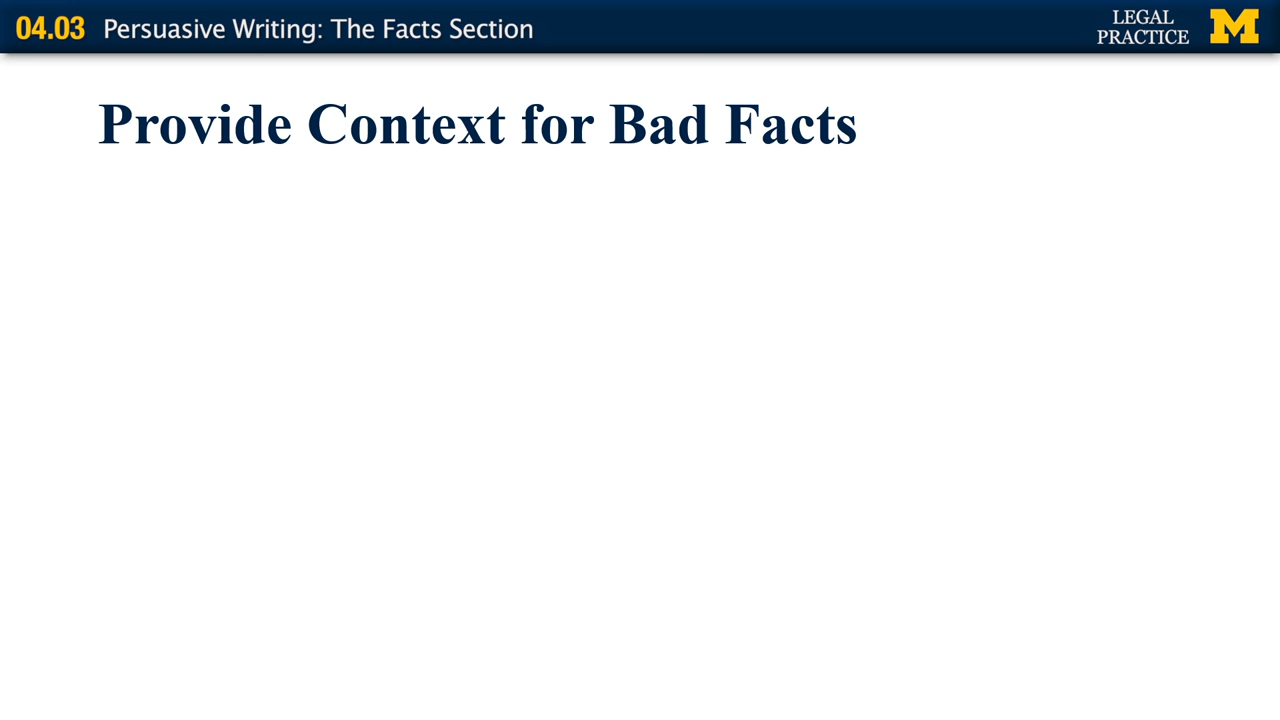 04.03 Persuasive Writing: The Facts Section
LEGAL
PRACTICE
M
Provide Context for Bad Facts